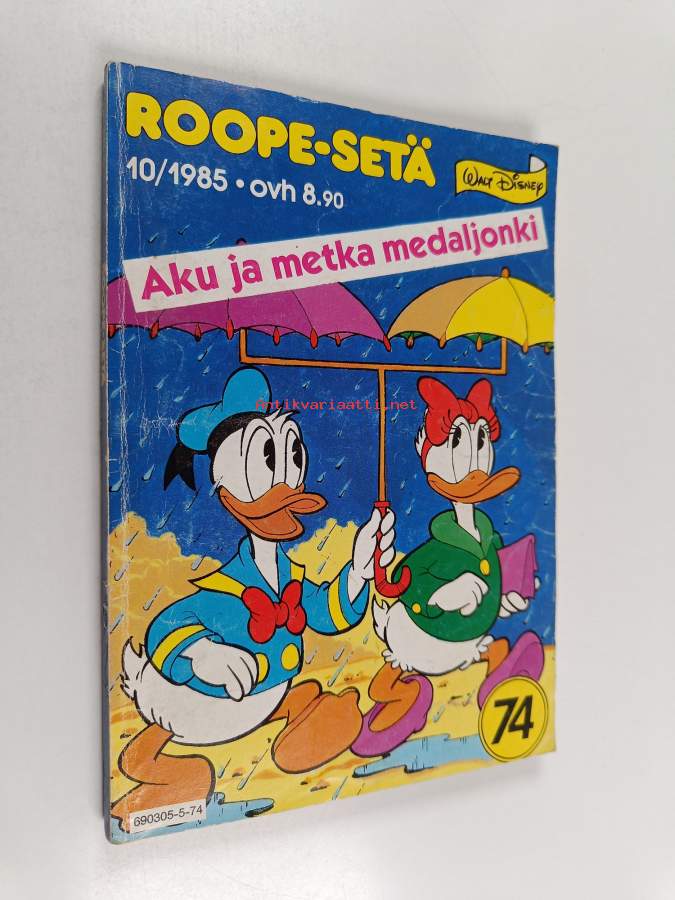 ROOPE-SETÄ
10/1985 • ovh 8.90
WALT DISNEY
Aku ja metka medaljonki
Antikvariaatti.net
74
690305-5-74